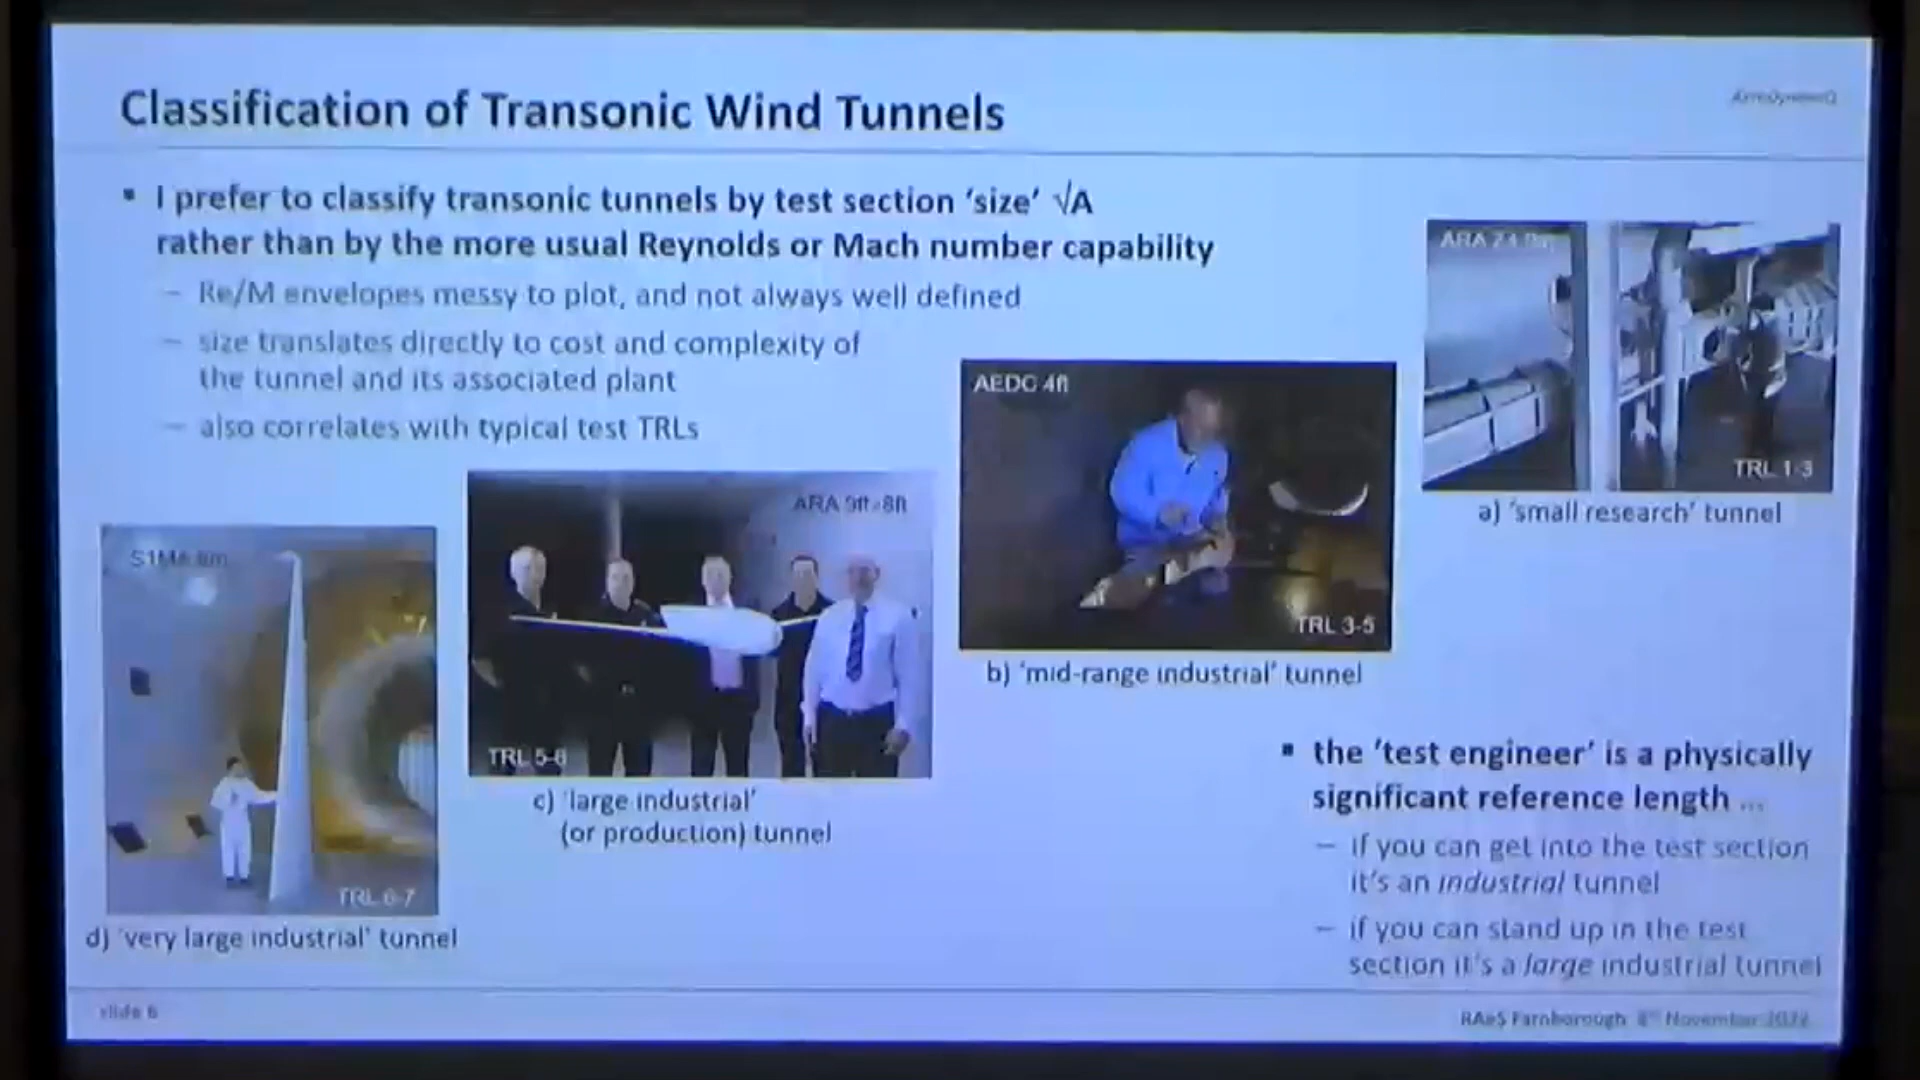 Classification of Transonic Wind Tunnels
▪ I prefer to classify transonic tunnels by test section ‘size’ √A
rather than by the more usual Reynolds or Mach number capability
– Re/M envelopes messy to plot, and not always well defined
– size translates directly to cost and complexity of
the tunnel and its associated plant
– also correlates with typical test TRLs
TRL 1-3
a) ‘small research’ tunnel
AEDC 4ft
TRL 3-5
b) ‘mid-range industrial’ tunnel
ARA 9ft×8ft
TRL 5-6
c) ‘large industrial’
(or production) tunnel
S1MA 8m
TRL 6-7
d) ‘very large industrial’ tunnel
▪ the ‘test engineer’ is a physically
significant reference length ...
– if you can get into the test section
it’s an industrial tunnel
– if you can stand up in the test
section it’s a large industrial tunnel
slide 6
RAeS Farnborough November 2022